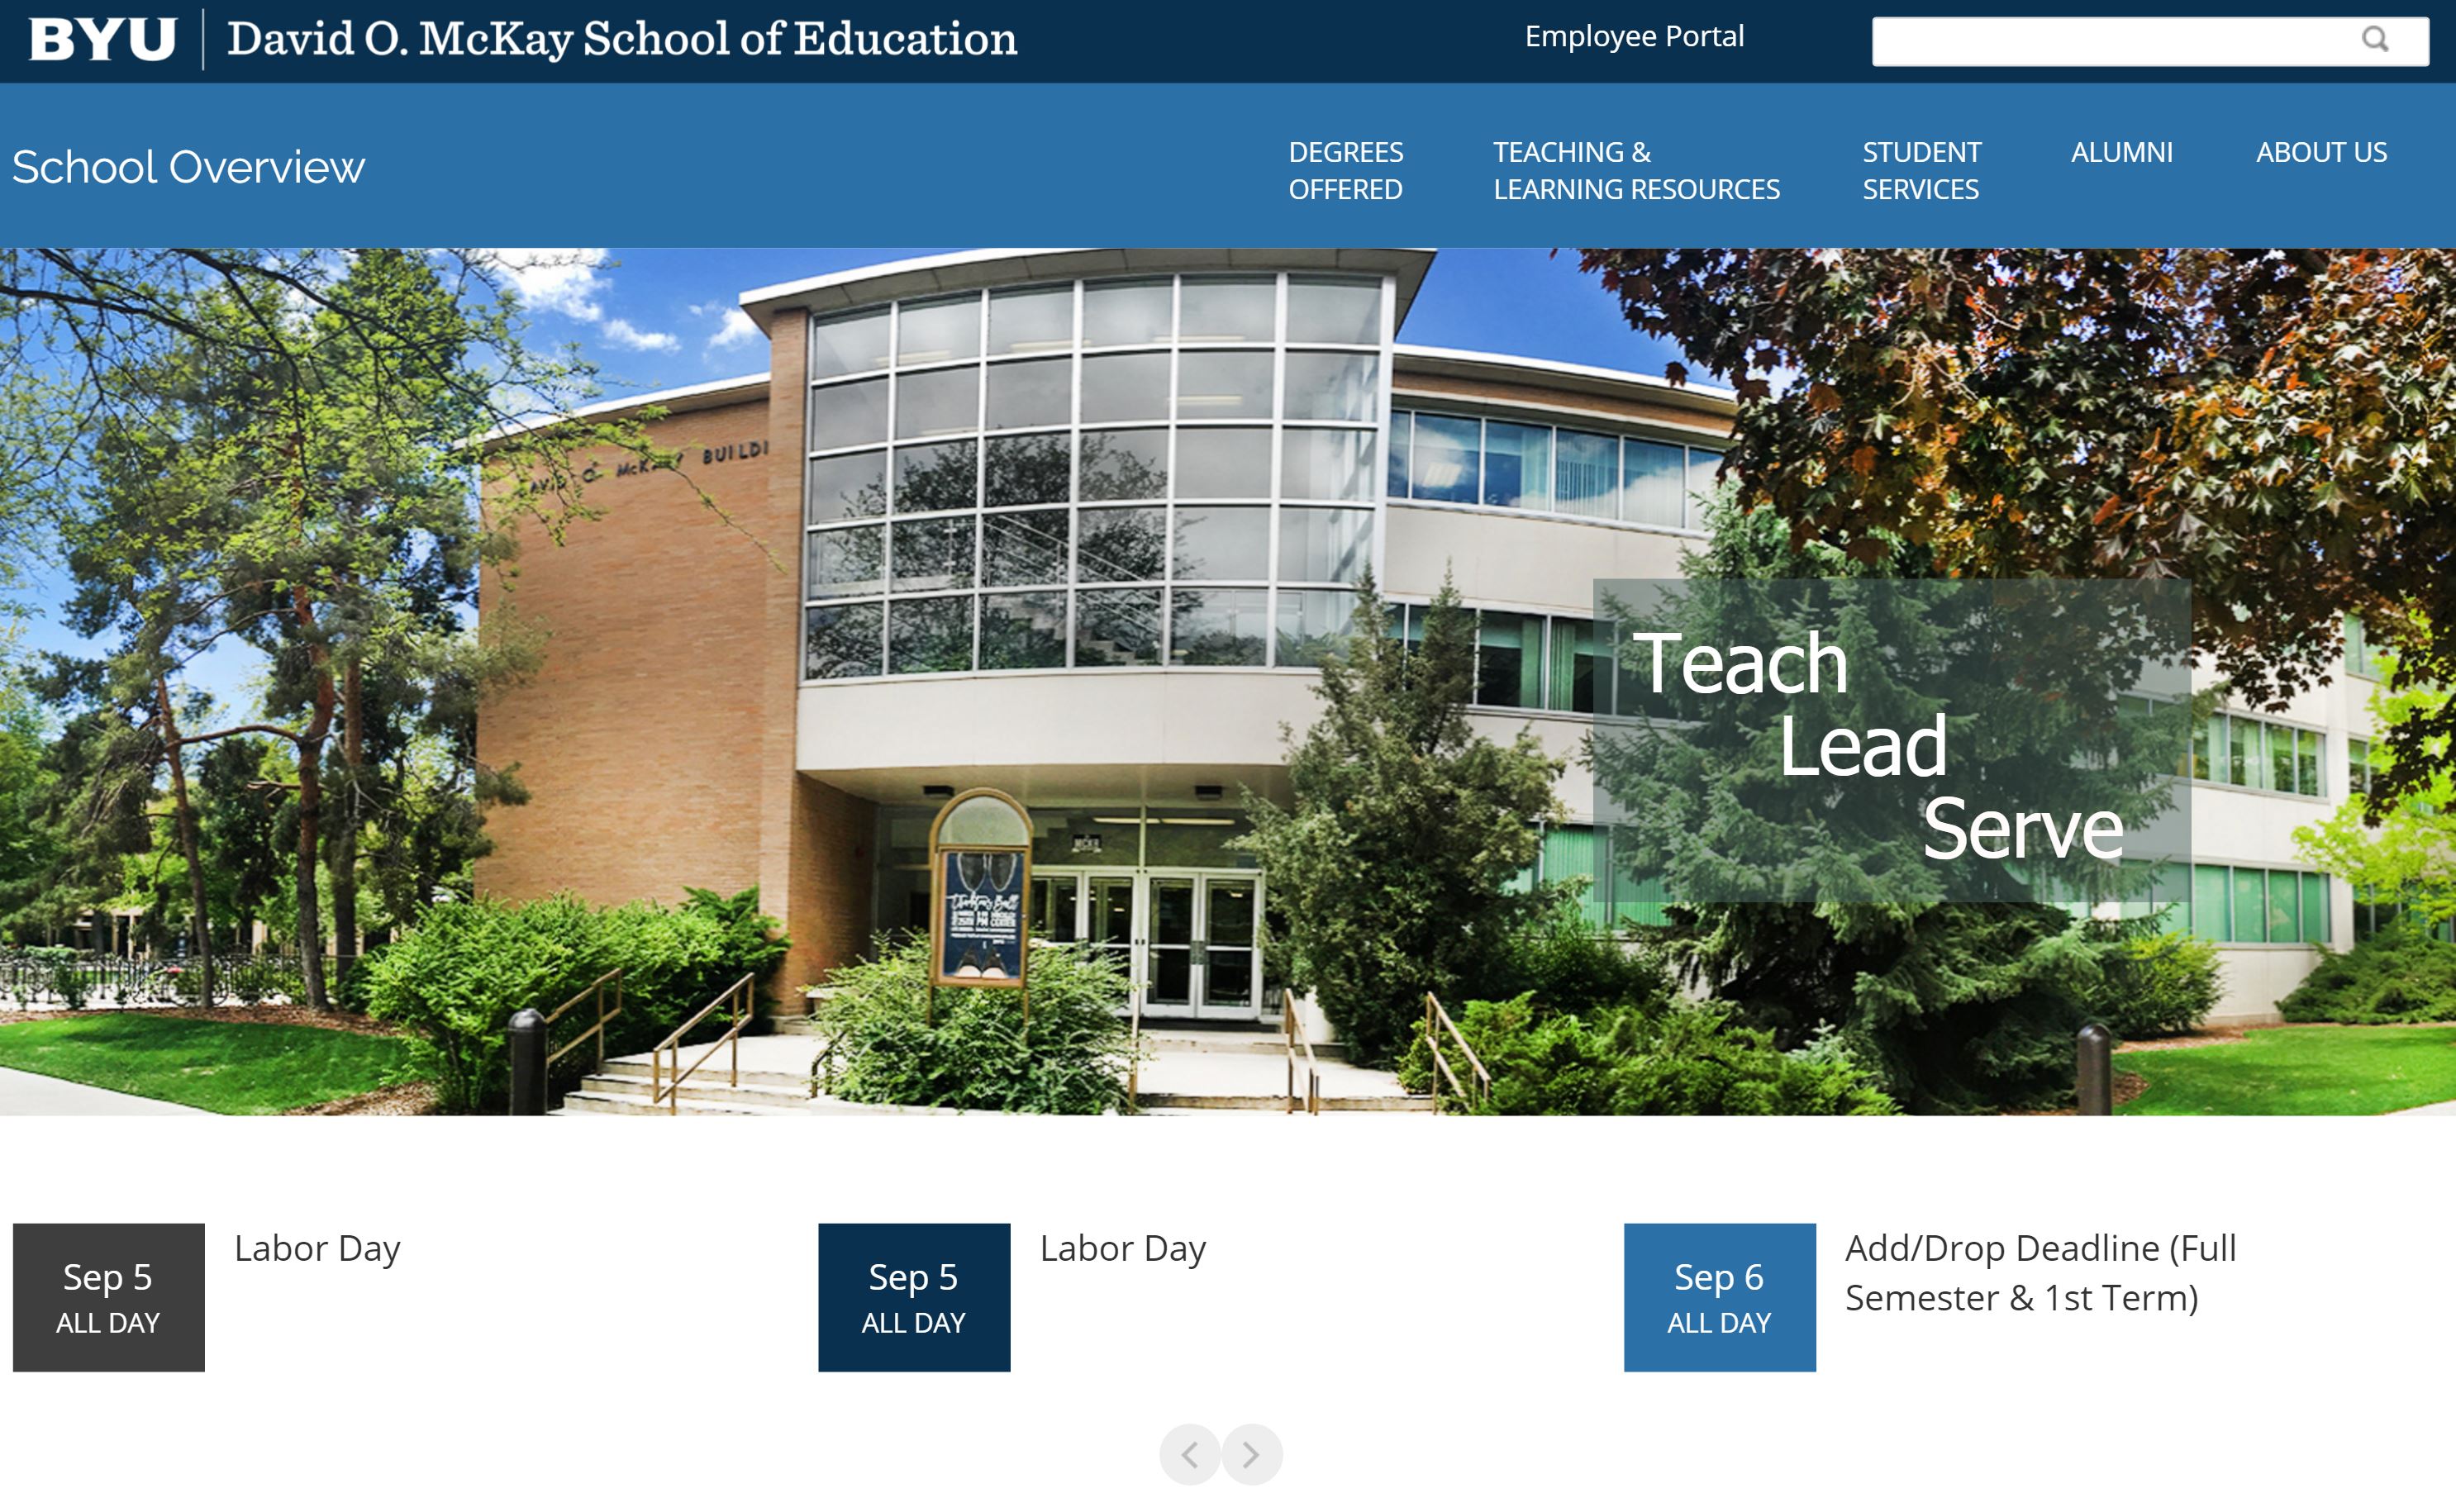 BYU David O. McKay School of Education
Employee Portal
School Overview
DEGREES
OFFERED
TEACHING &
LEARNING RESOURCES
STUDENT
SERVICES
ALUMNI
ABOUT US
McKAY BUILDI
Teach
Lead
Serve
Sep 5
ALL DAY
Labor Day
Sep 5
ALL DAY
Labor Day
Sep 6
ALL DAY
Add/Drop Deadline (Full
Semester & 1st Term)